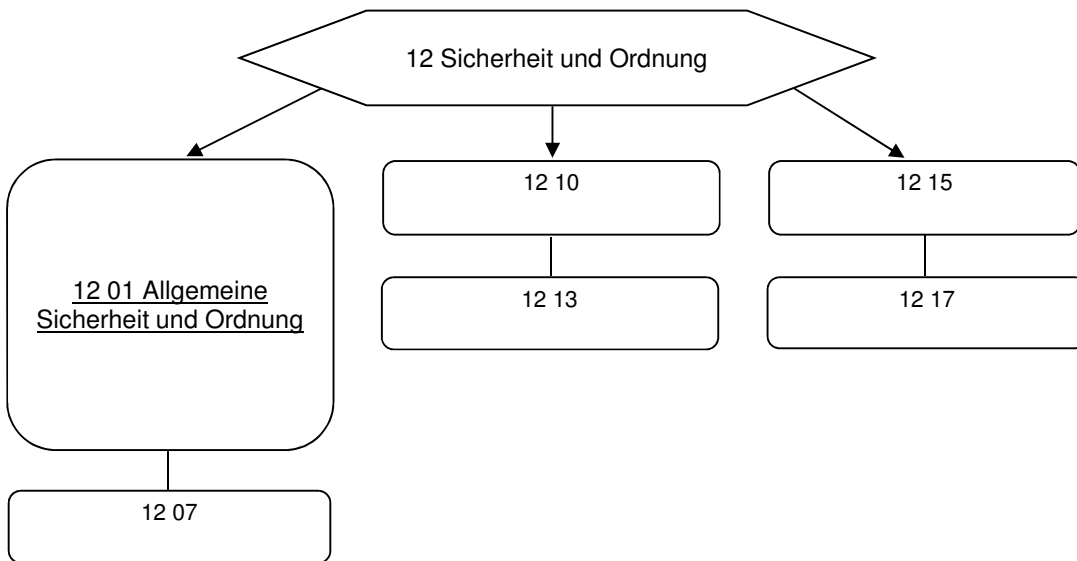 12 Sicherheit und Ordnung
12 01 Allgemeine
Sicherheit und Ordnung
12 07
12 10
12 13
12 15
12 17